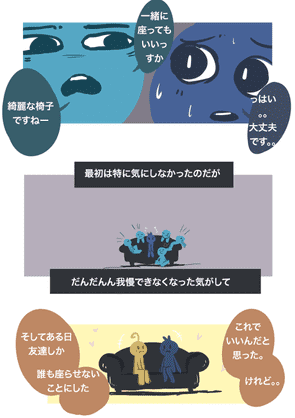 一緒に
座っても
いいっ
すか
綺麗な椅子
ですねー
っはい
。。
大丈夫
です。。
最初は特に気にしなかったのだが
だんだんん我慢できなくなった気がして
そしてある日
友達しか
誰も座らせない
ことにした
これで
いいんだと
思った。
けれど。。